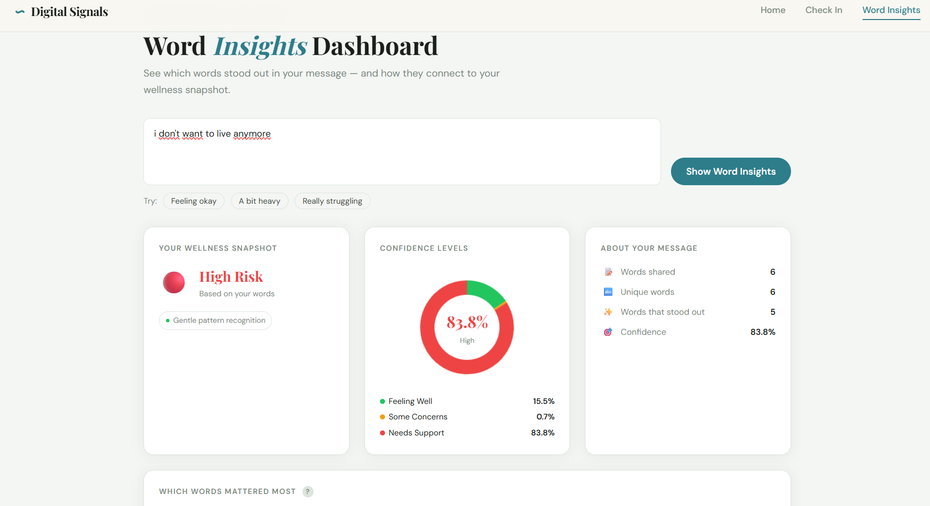 Digital Signals
Home
Check In
Word Insights
Word Insights Dashboard
See which words stood out in your message — and how they connect to your
wellness snapshot.
i don't want to live anymore
Show Word Insights
Try:
Feeling okay
A bit heavy
Really struggling
YOUR WELLNESS SNAPSHOT
High Risk
Based on your words
Gentle pattern recognition
CONFIDENCE LEVELS
83.8%
High
Feeling Well 15.5%
Some Concerns 0.7%
Needs Support 83.8%
ABOUT YOUR MESSAGE
Words shared 6
Unique words 6
Words that stood out 5
Confidence 83.8%
WHICH WORDS MATTERED MOST ?